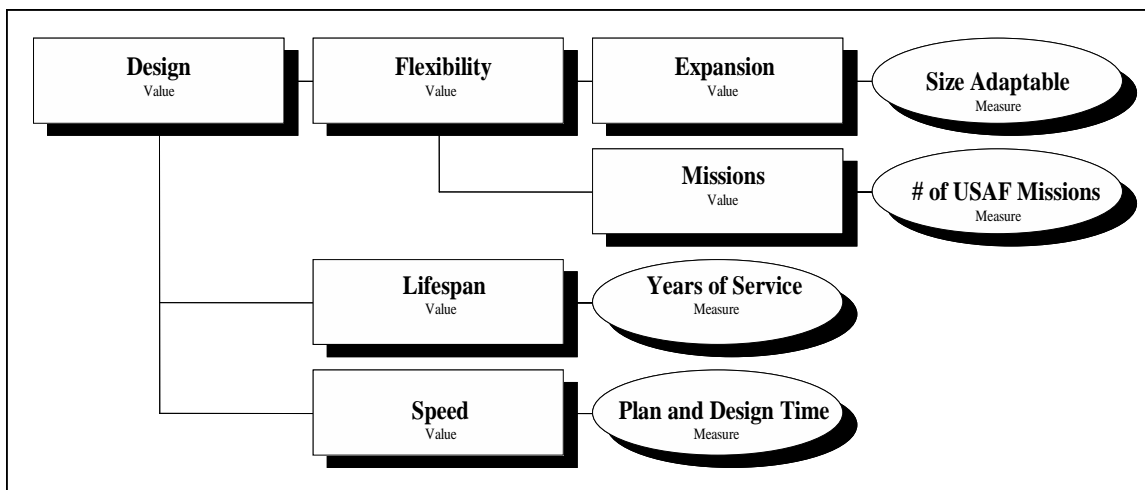 Design
Value
Flexibility
Value
Expansion
Value
Size Adaptable
Measure
Missions
Value
# of USAF Missions
Measure
Lifespan
Value
Years of Service
Measure
Speed
Value
Plan and Design Time
Measure